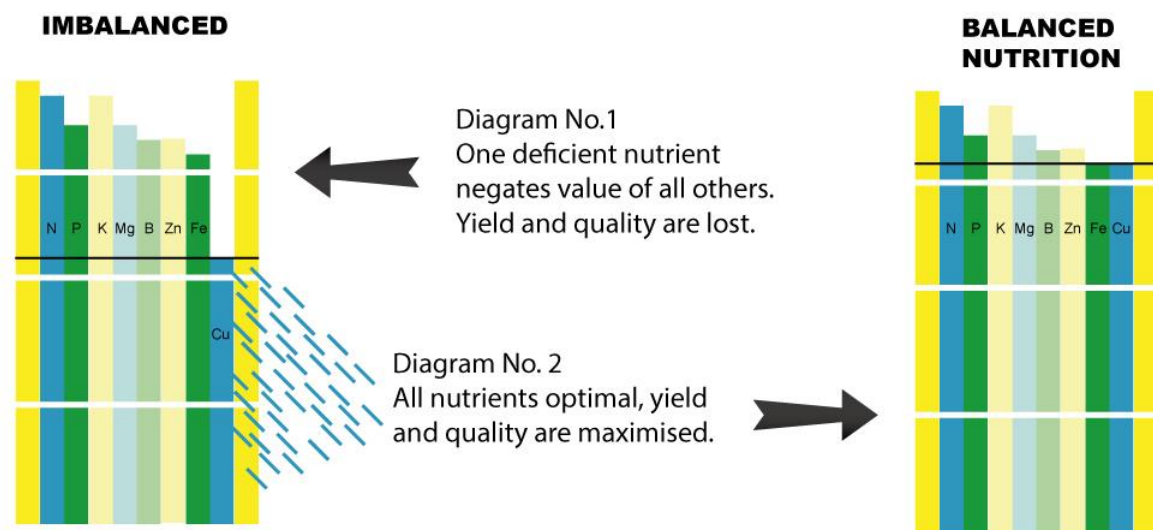 IMBALANCED
BALANCED
NUTRITION
Diagram No.1
One deficient nutrient
negates value of all others.
Yield and quality are lost.
N P K Mg B Zn Fe
Cu
N P K Mg B Zn Fe Cu
Diagram No. 2
All nutrients optimal, yield
and quality are maximised.